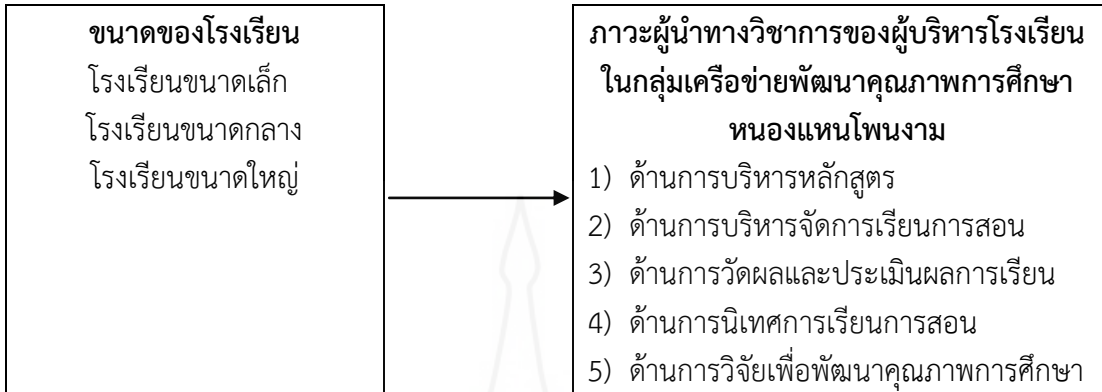 ขนาดของโรงเรียน
โรงเรียนขนาดเล็ก
โรงเรียนขนาดกลาง
โรงเรียนขนาดใหญ่
ภาวะผู้นำทางวิชาการของผู้บริหารโรงเรียน
ในกลุ่มเครือข่ายพัฒนาคุณภาพการศึกษา
หนองแหนโพนงาม
1) ด้านการบริหารหลักสูตร
2) ด้านการบริหารจัดการเรียนการสอน
3) ด้านการวัดผลและประเมินผลการเรียน
4) ด้านการนิเทศการเรียนการสอน
5) ด้านการวิจัยเพื่อพัฒนาคุณภาพการศึกษา